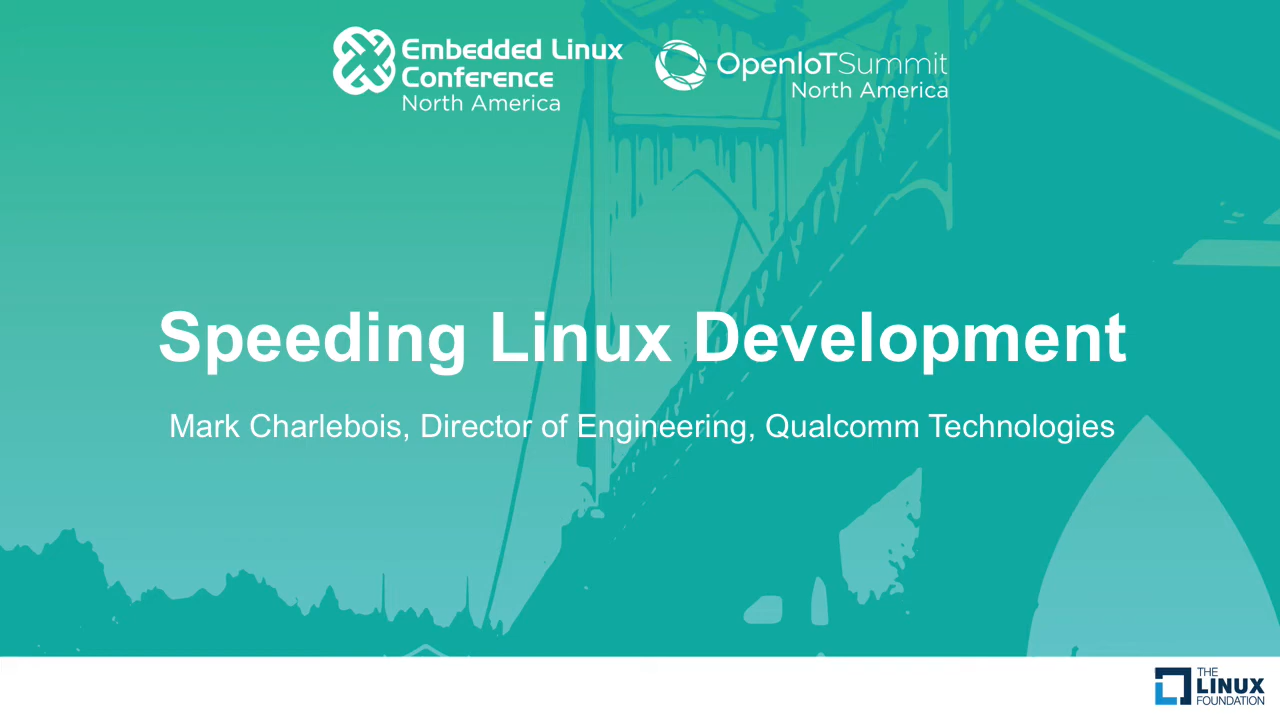 Embedded Linux
Conference
North America
OpenIoTSummit
North America
Speeding Linux Development
Mark Charlebois, Director of Engineering, Qualcomm Technologies
THE
LINUX
FOUNDATION